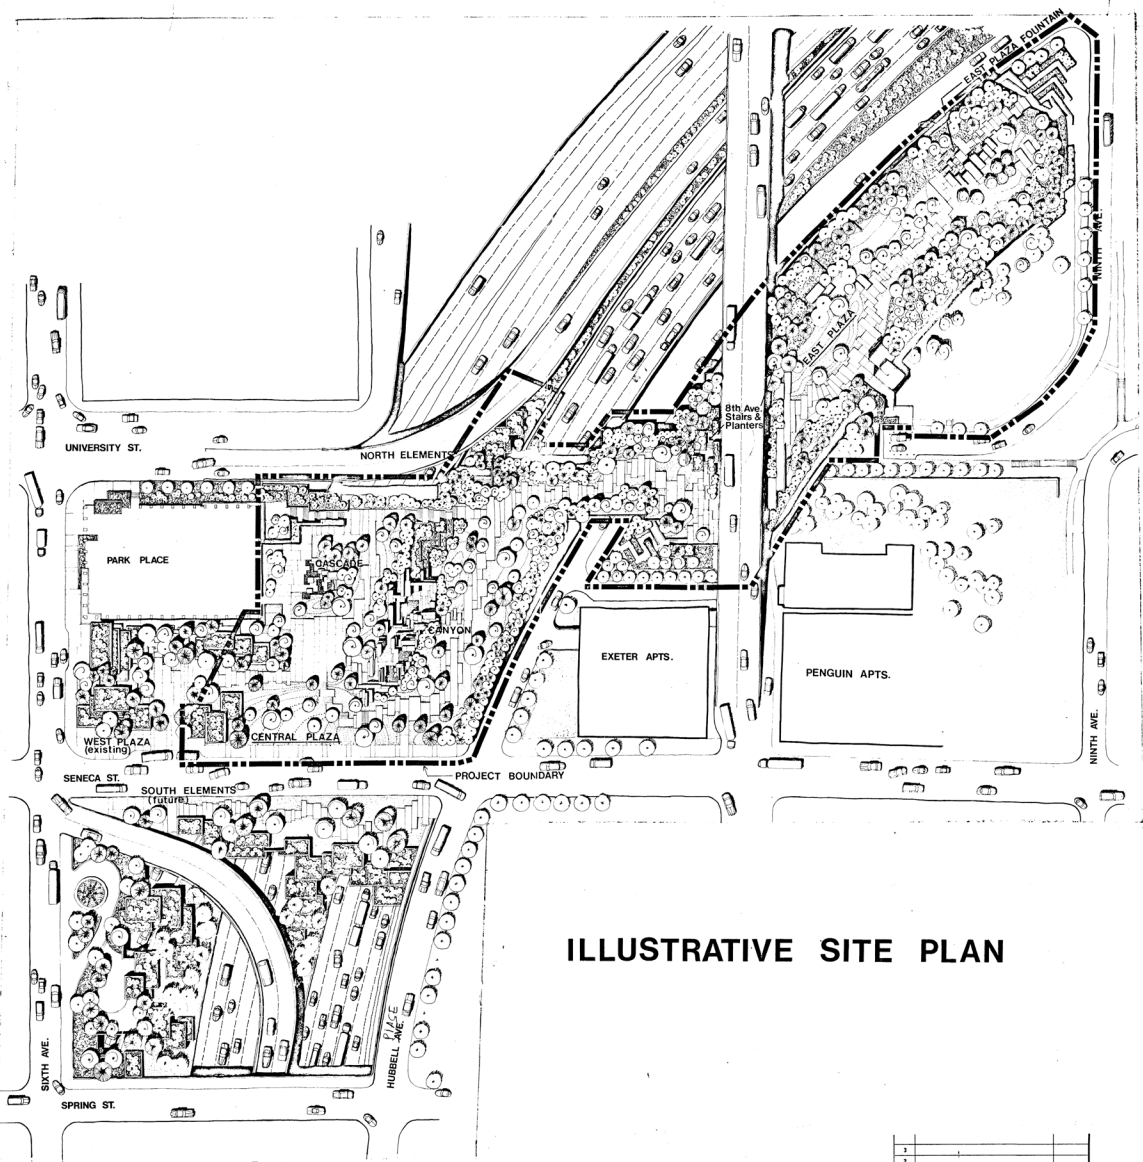 EAST PLAZA FOUNTAIN
NINTH AVE.
EAST PLAZA
8th Ave.
Stairs &
Planters
UNIVERSITY ST.
NORTH ELEMENTS
PARK PLACE
CASCADE
CANYON
EXETER APTS.
PENGUIN APTS.
WEST PLAZA
(existing)
CENTRAL PLAZA
NINTH AVE.
SENECA ST.
PROJECT BOUNDARY
SOUTH ELEMENTS
(future)
ILLUSTRATIVE SITE PLAN
SIXTH AVE.
HUBBELL AVE.
PLACE
SPRING ST.
3